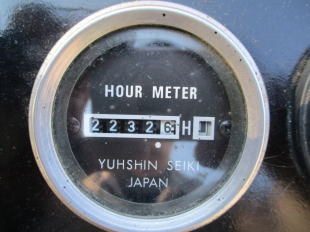 HOUR METER
22326 H
YUHSHIN SEIKI
JAPAN